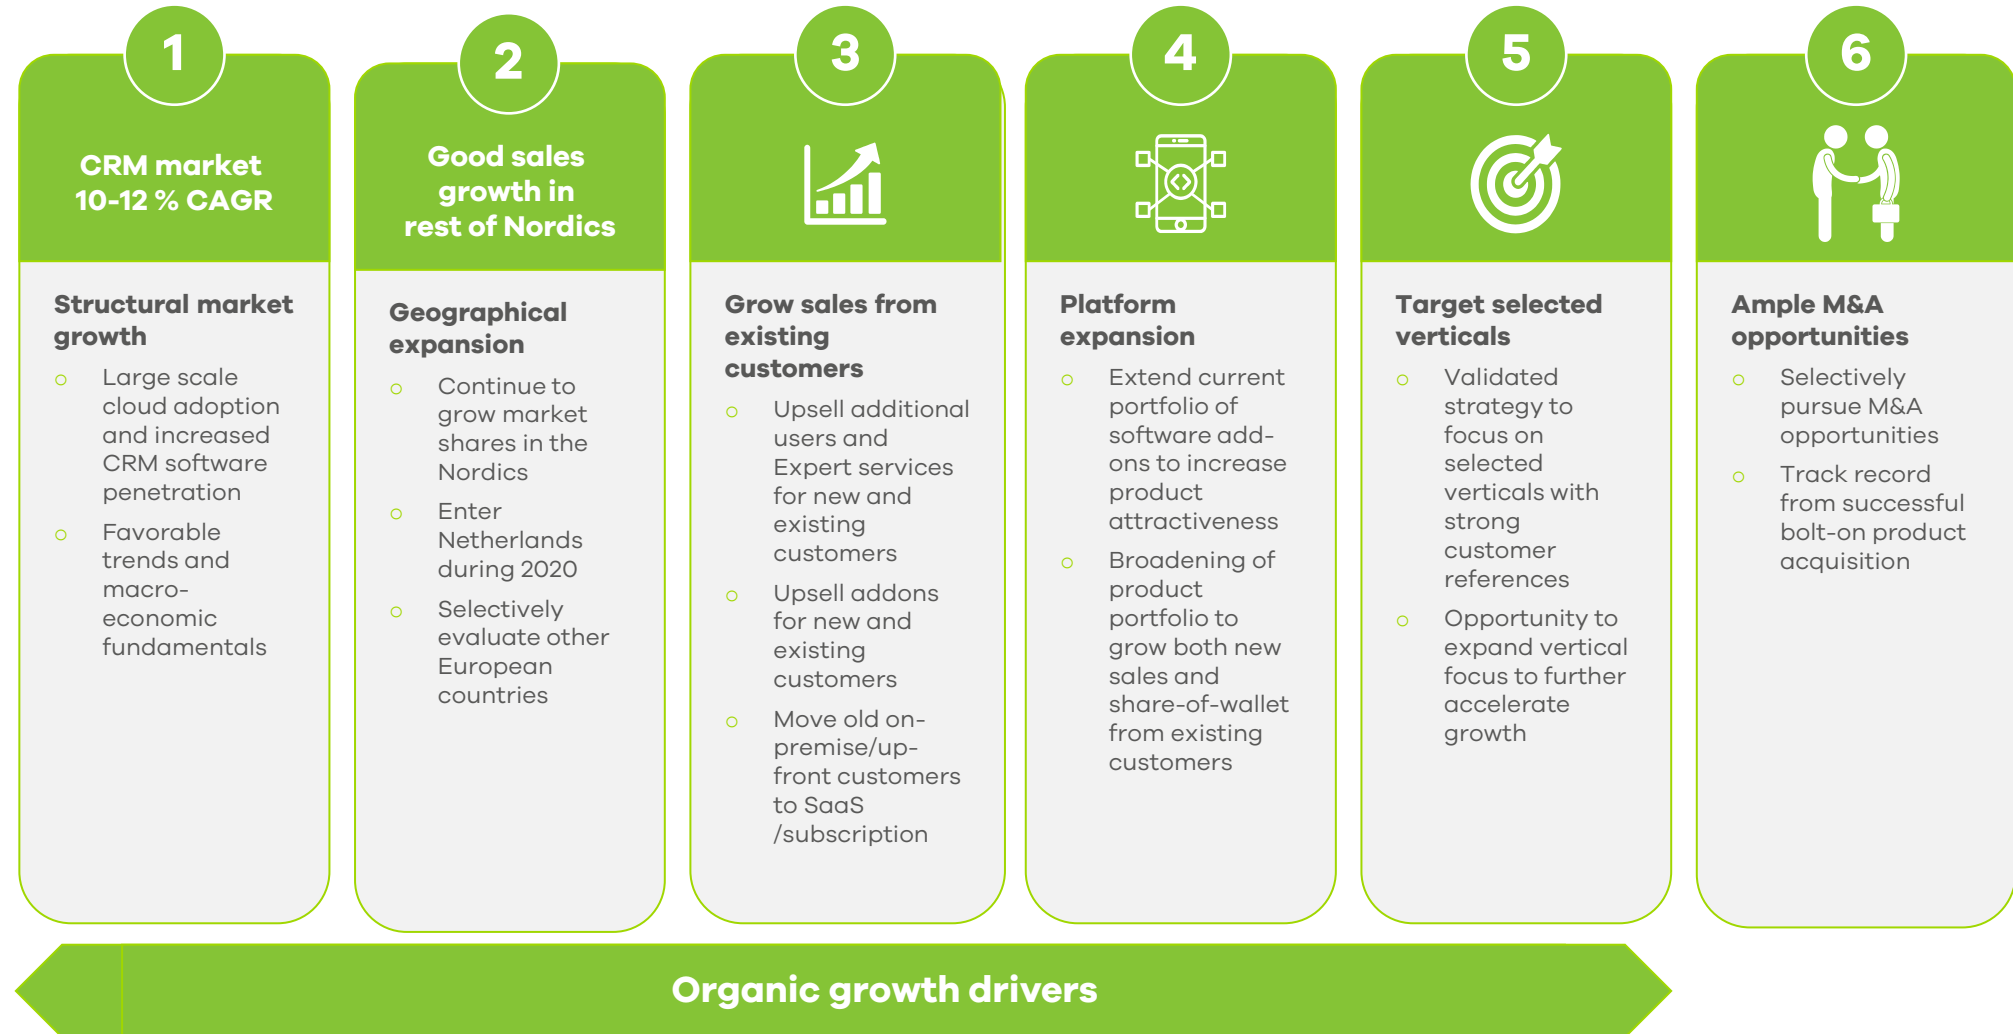 1
CRM market
10-12 % CAGR
Structural market
growth
o Large scale
cloud adoption
and increased
CRM software
penetration
o Favorable
trends and
macro-
economic
fundamentals
2
Good sales
growth in
rest of Nordics
Geographical
expansion
o Continue to
grow market
shares in the
Nordics
o Enter
Netherlands
during 2020
o Selectively
evaluate other
European
countries
3
Grow sales from
existing
customers
o Upsell additional
users and
Expert services
for new and
existing
customers
o Upsell addons
for new and
existing
customers
o Move old on-
premise/up-
front customers
to SaaS
/subscription
4
Platform
expansion
o Extend current
portfolio of
software add-
ons to increase
product
attractiveness
o Broadening of
product
portfolio to
grow both new
sales and
share-of-wallet
from existing
customers
5
Target selected
verticals
o Validated
strategy to
focus on
selected
verticals with
strong
customer
references
o Opportunity to
expand vertical
focus to further
accelerate
growth
6
Ample M&A
opportunities
o Selectively
pursue M&A
opportunities
o Track record
from successful
bolt-on product
acquisition
Organic growth drivers